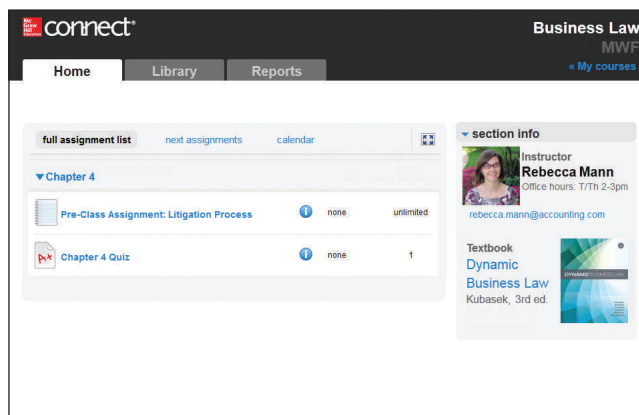 Mc
Graw
Hill
Education
connect®
Business Law
MWF
« My courses
Home
Library
Reports
full assignment list
next assignments
calendar
Chapter 4
Pre-Class Assignment: Litigation Process
i
none
unlimited
A+
Chapter 4 Quiz
i
none
1
section info
Instructor
Rebecca Mann
Office hours: T/Th 2-3pm
rebecca.mann@accounting.com
Textbook
Dynamic
Business Law
Kubasek, 3rd ed.
DYNAMIC BUSINESS LAW